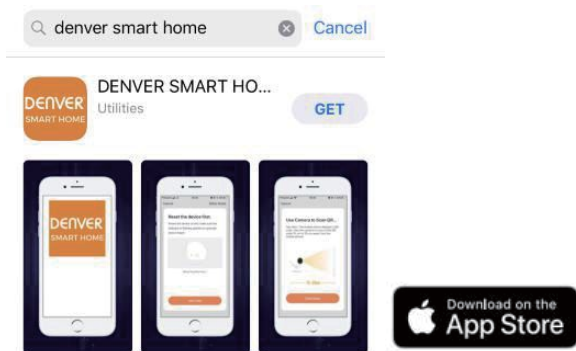 denver smart home
Cancel
DENVER SMART HO...
Utilities
GET
DENVER
SMART HOME
DENVER
SMART HOME
Reset the device first.
Use Camera to Scan QR...
Download on the
App Store